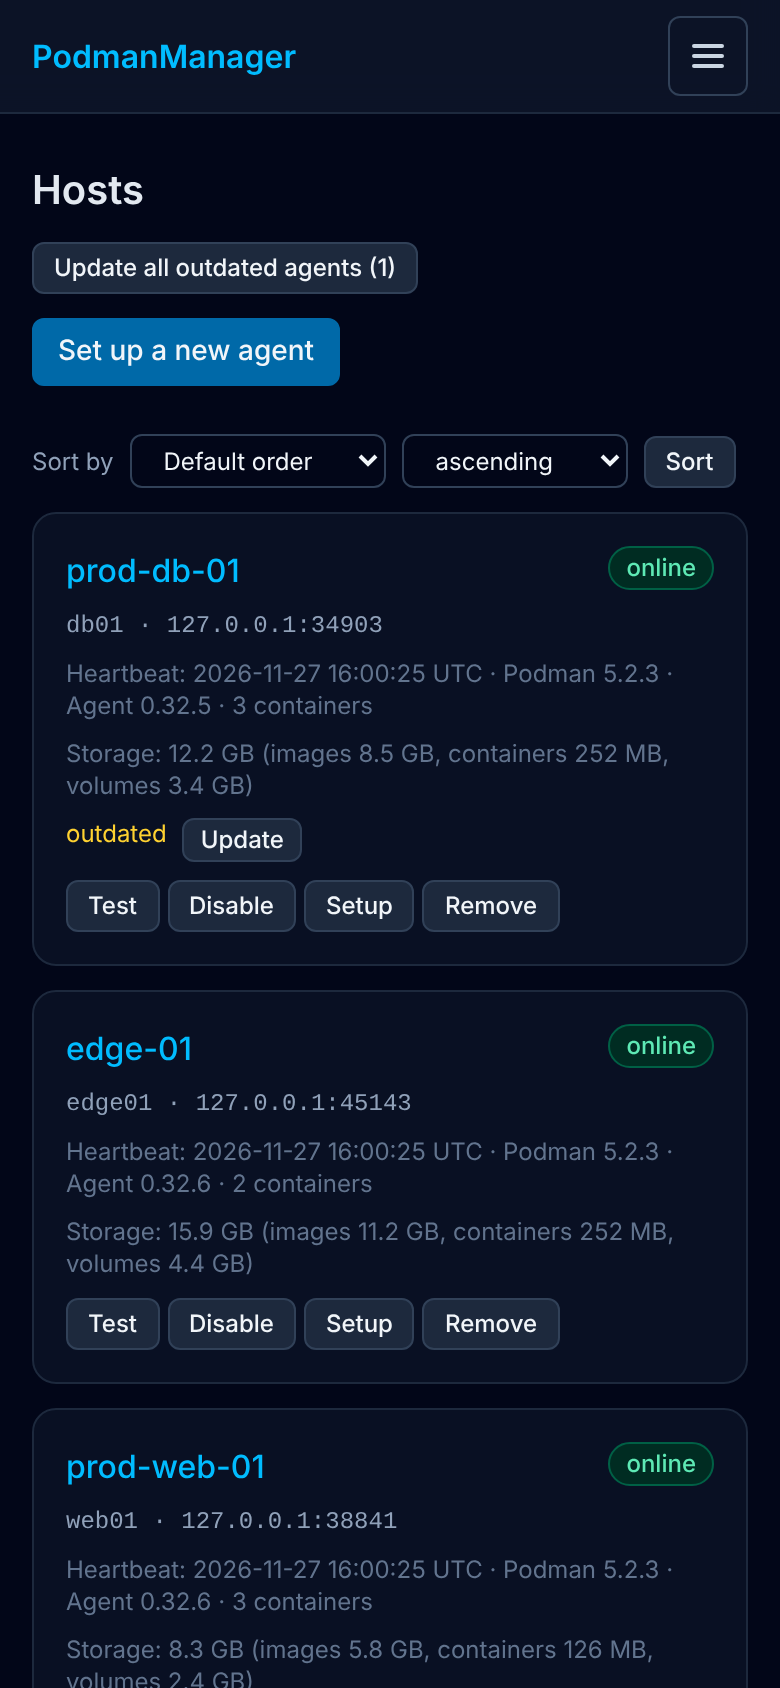 PodmanManager
Hosts
Update all outdated agents (1)
Set up a new agent
Sort by Default order ascending Sort
prod-db-01 online
db01 · 127.0.0.1:34903
Heartbeat: 2026-11-27 16:00:25 UTC · Podman 5.2.3 ·
Agent 0.32.5 · 3 containers
Storage: 12.2 GB (images 8.5 GB, containers 252 MB,
volumes 3.4 GB)
outdated Update
Test Disable Setup Remove
edge-01 online
edge01 · 127.0.0.1:45143
Heartbeat: 2026-11-27 16:00:25 UTC · Podman 5.2.3 ·
Agent 0.32.6 · 2 containers
Storage: 15.9 GB (images 11.2 GB, containers 252 MB,
volumes 4.4 GB)
Test Disable Setup Remove
prod-web-01 online
web01 · 127.0.0.1:38841
Heartbeat: 2026-11-27 16:00:25 UTC · Podman 5.2.3 ·
Agent 0.32.6 · 3 containers
Storage: 8.3 GB (images 5.8 GB, containers 126 MB,
volumes 2.4 GB)